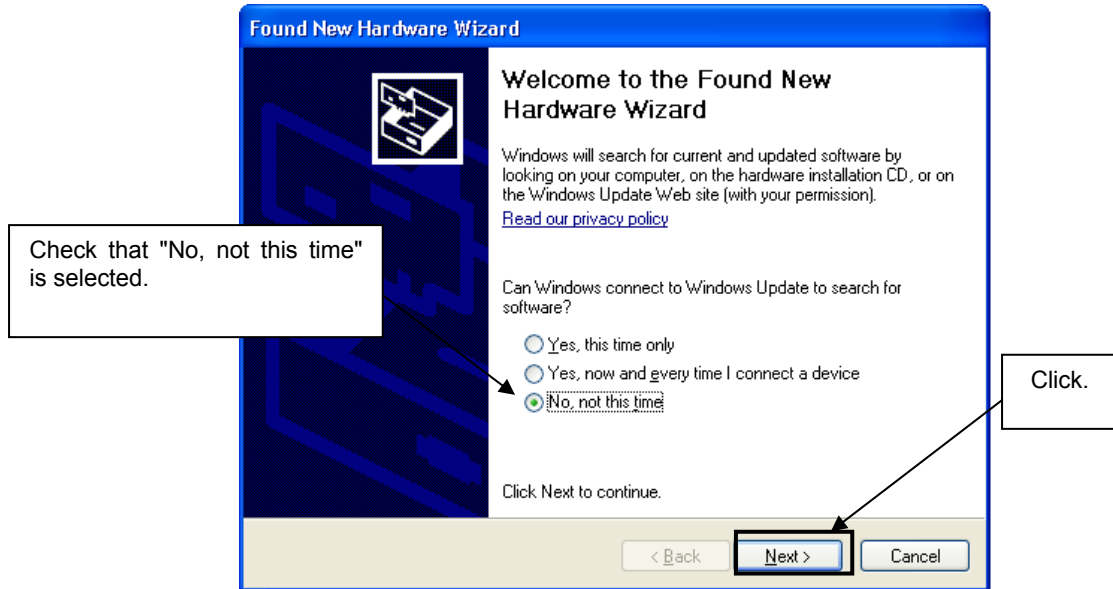 Found New Hardware Wizard
Welcome to the Found New
Hardware Wizard
Windows will search for current and updated software by
looking on your computer, on the hardware installation CD, or on
the Windows Update Web site (with your permission).
Read our privacy policy
Check that "No, not this time"
is selected.
Can Windows connect to Windows Update to search for
software?
Yes, this time only
Yes, now and every time I connect a device
No, not this time
Click.
Click Next to continue.
< Back
Next >
Cancel